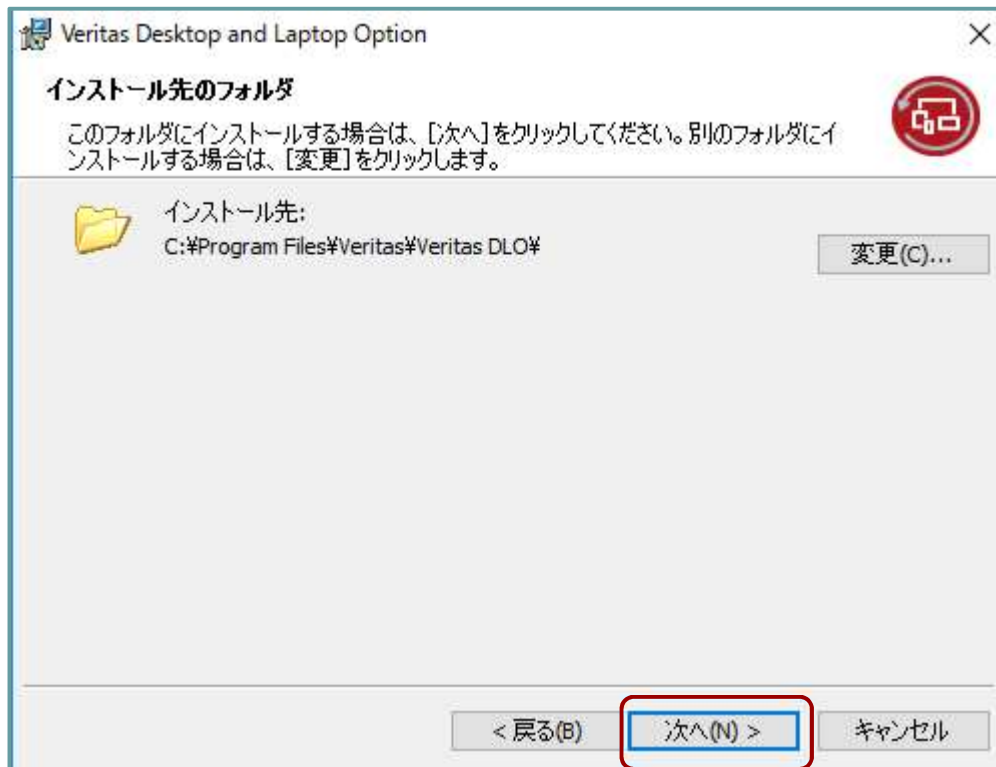 Veritas Desktop and Laptop Option
インストール先のフォルダ
このフォルダにインストールする場合は、[次へ]をクリックしてください。別のフォルダにイ
ンストールする場合は、[変更]をクリックします。
インストール先:
C:¥Program Files¥Veritas¥Veritas DLO¥
変更(C)...
< 戻る(B)
次へ(N) >
キャンセル